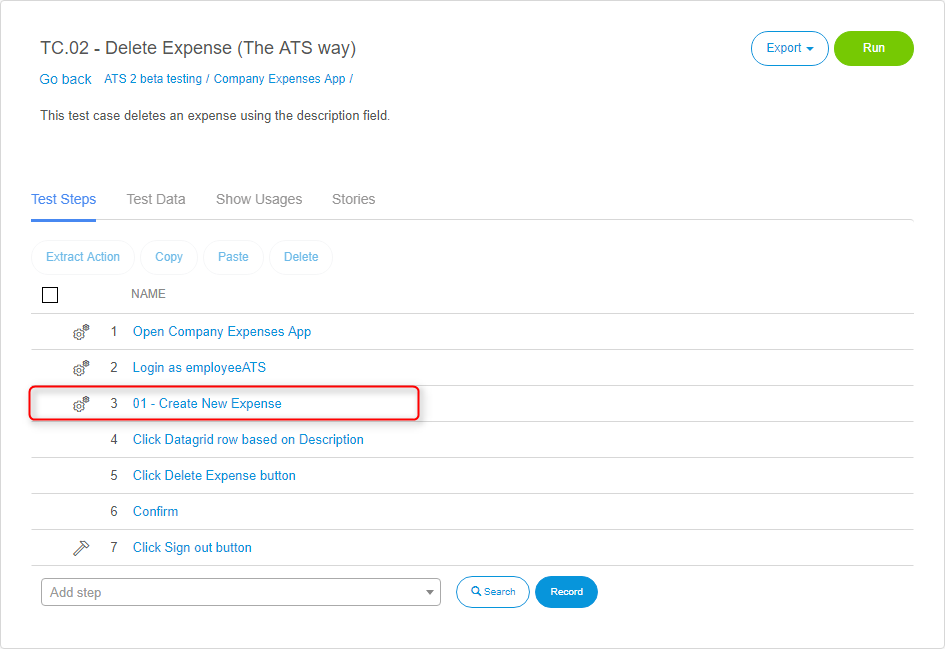 TC.02 - Delete Expense (The ATS way)
Export
Run
Go back ATS 2 beta testing / Company Expenses App /
This test case deletes an expense using the description field.
Test Steps Test Data Show Usages Stories
Extract Action Copy Paste Delete
NAME
1 Open Company Expenses App
2 Login as employeeATS
3 01 - Create New Expense
4 Click Datagrid row based on Description
5 Click Delete Expense button
6 Confirm
7 Click Sign out button
Add step Search Record